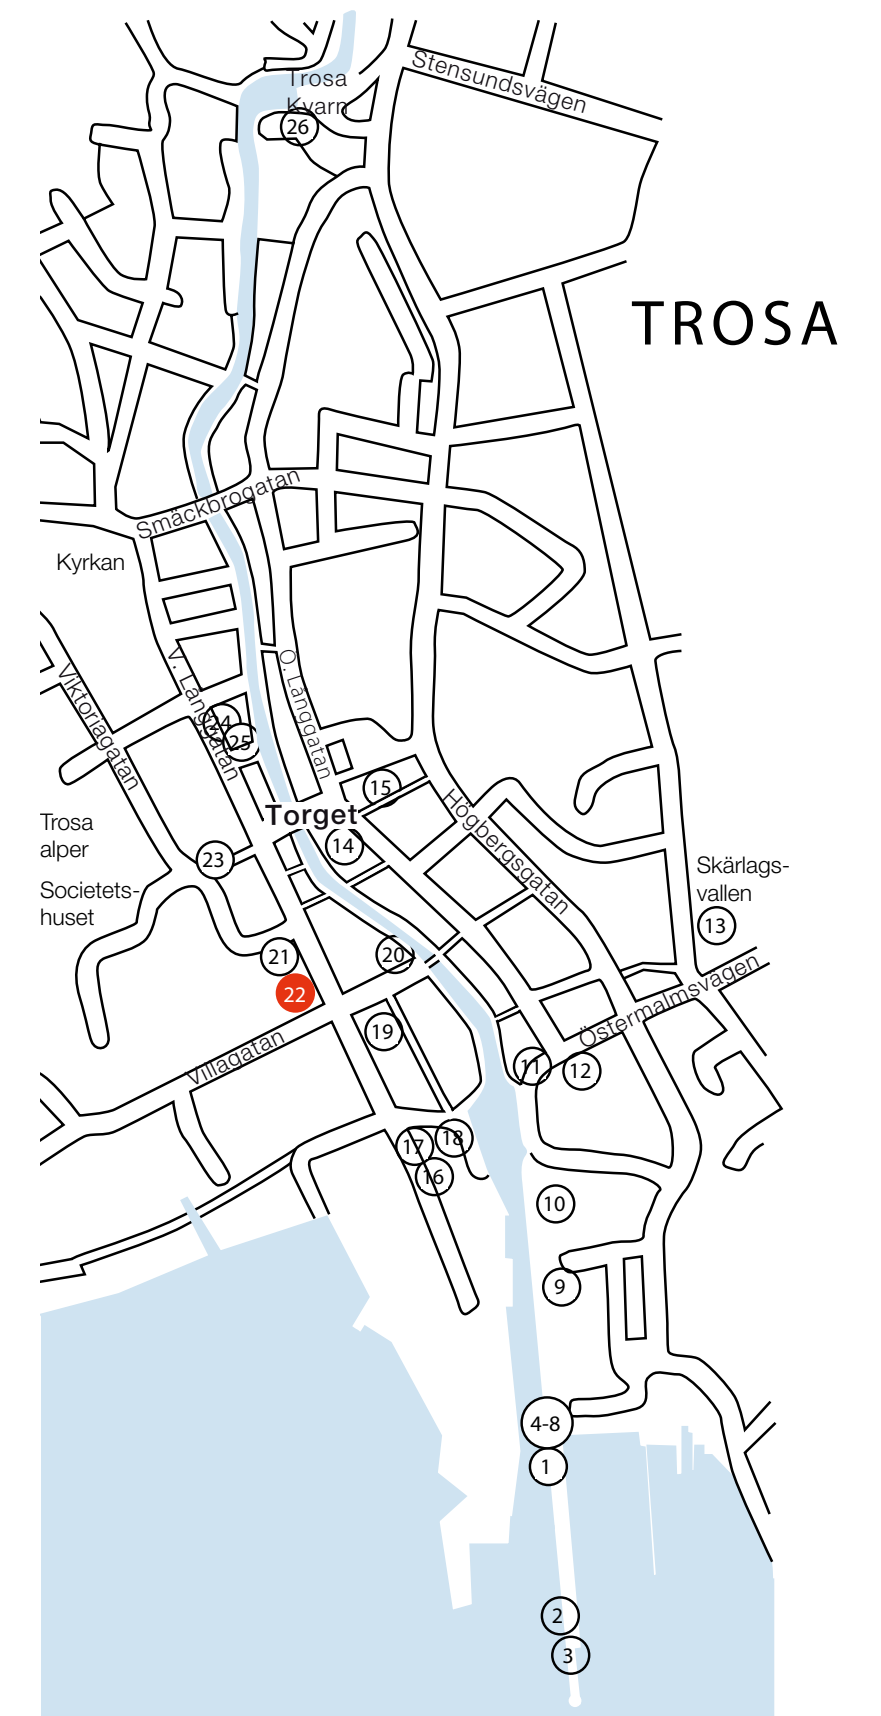 Stensundsvägen
Trosa
Kvarn
26
TROSA
Smäckbrogatan
Kyrkan
V. Långgatan
Ö. Långgatan
Viktoriagatan
24
25
15
Högbergsgatan
Torget
Trosa
alper
14
23
Skärlags-
vallen
Societets-
huset
13
21
20
22
Östermalmsvägen
19
Villagatan
11
12
17
18
16
10
9
4-8
1
2
3